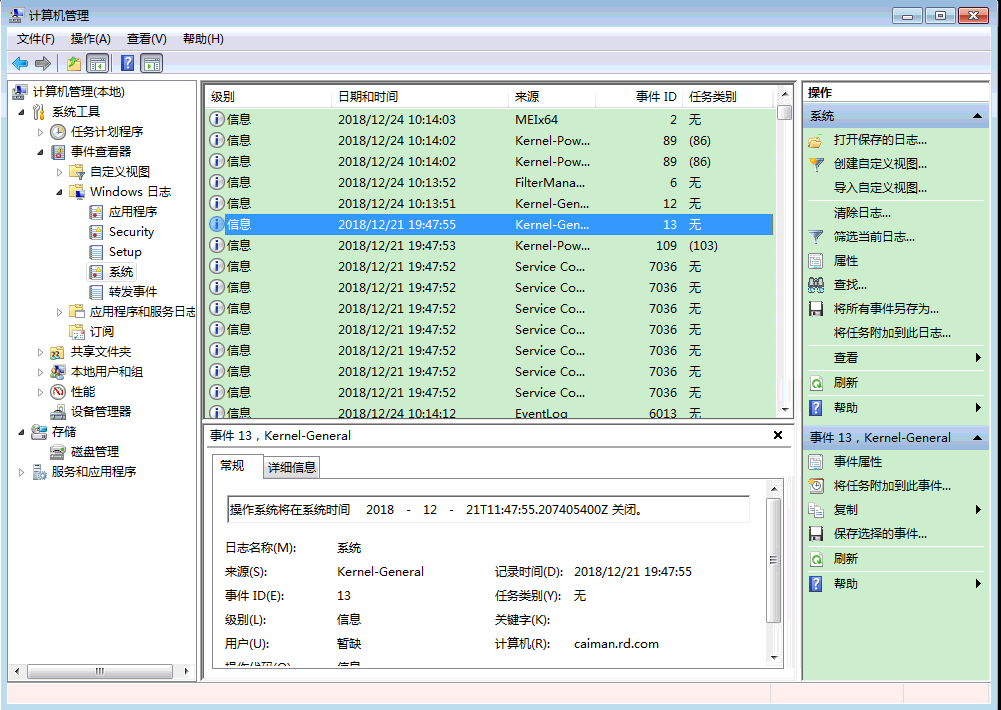 计算机管理
文件(F) 操作(A) 查看(V) 帮助(H)
计算机管理(本地)
系统工具
任务计划程序
事件查看器
自定义视图
Windows 日志
应用程序
Security
Setup
系统
转发事件
应用程序和服务日志
订阅
共享文件夹
本地用户和组
性能
设备管理器
存储
磁盘管理
服务和应用程序
级别 日期和时间 来源 事件 ID 任务类别
信息 2018/12/24 10:14:03 MEIx64 2 无
信息 2018/12/24 10:14:02 Kernel-Pow... 89 (86)
信息 2018/12/24 10:14:02 Kernel-Pow... 89 (86)
信息 2018/12/24 10:13:52 FilterMana... 6 无
信息 2018/12/24 10:13:51 Kernel-Gen... 12 无
信息 2018/12/21 19:47:55 Kernel-Gen... 13 无
信息 2018/12/21 19:47:53 Kernel-Pow... 109 (103)
信息 2018/12/21 19:47:52 Service Co... 7036 无
信息 2018/12/21 19:47:52 Service Co... 7036 无
信息 2018/12/21 19:47:52 Service Co... 7036 无
信息 2018/12/21 19:47:52 Service Co... 7036 无
信息 2018/12/21 19:47:52 Service Co... 7036 无
信息 2018/12/21 19:47:52 Service Co... 7036 无
信息 2018/12/21 19:47:52 Service Co... 7036 无
信息 2018/12/24 10:14:12 EventLog 6013 无
事件 13，Kernel-General
常规 详细信息
操作系统将在系统时间 2018 - 12 - 21T11:47:55.207405400Z 关闭。
日志名称(M): 系统
来源(S): Kernel-General 记录时间(D): 2018/12/21 19:47:55
事件 ID(E): 13 任务类别(Y): 无
级别(L): 信息 关键字(K):
用户(U): 暂缺 计算机(R): caiman.rd.com
操作代码(O) 信息
操作
系统
打开保存的日志...
创建自定义视图...
导入自定义视图...
清除日志...
筛选当前日志...
属性
查找...
将所有事件另存为...
将任务附加到此日志...
查看
刷新
帮助
事件 13，Kernel-General
事件属性
将任务附加到此事件...
复制
保存选择的事件...
刷新
帮助